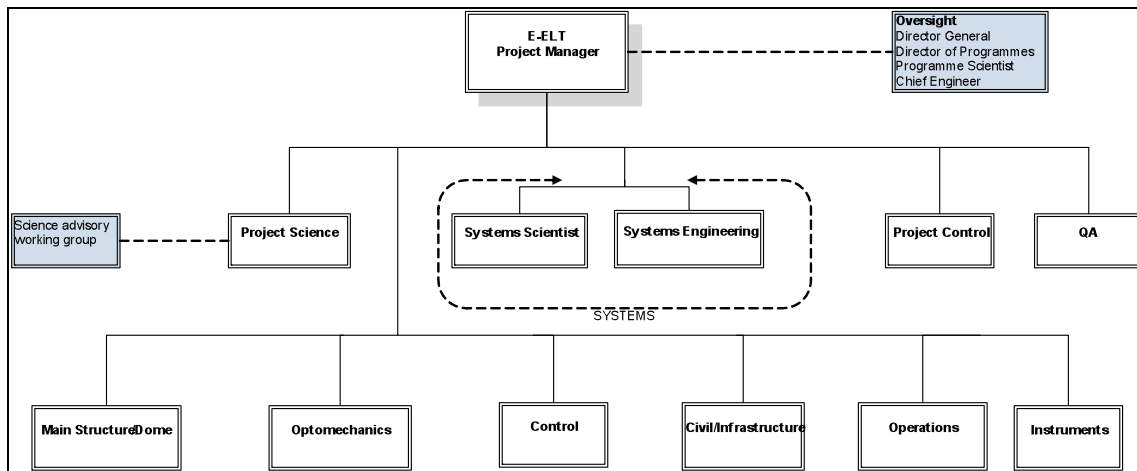 E-ELT
Project Manager
Oversight
Director General
Director of Programmes
Programme Scientist
Chief Engineer
Science advisory
working group
Project Science
Systems Scientist
Systems Engineering
Project Control
QA
SYSTEMS
Main Structure/Dome
Optomechanics
Control
Civil/Infrastructure
Operations
Instruments